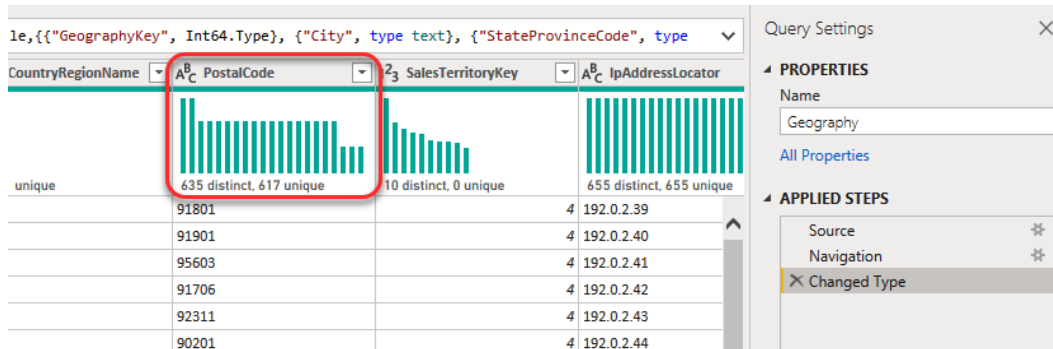 le,{{"GeographyKey", Int64.Type}, {"City", type text}, {"StateProvinceCode", type
Query Settings
CountryRegionName
ABC PostalCode
23 SalesTerritoryKey
ABC IpAddressLocator
unique
635 distinct, 617 unique
10 distinct, 0 unique
655 distinct, 655 unique
91801 4 192.0.2.39
91901 4 192.0.2.40
95603 4 192.0.2.41
91706 4 192.0.2.42
92311 4 192.0.2.43
90201 4 192.0.2.44
PROPERTIES
Name
Geography
All Properties
APPLIED STEPS
Source
Navigation
Changed Type